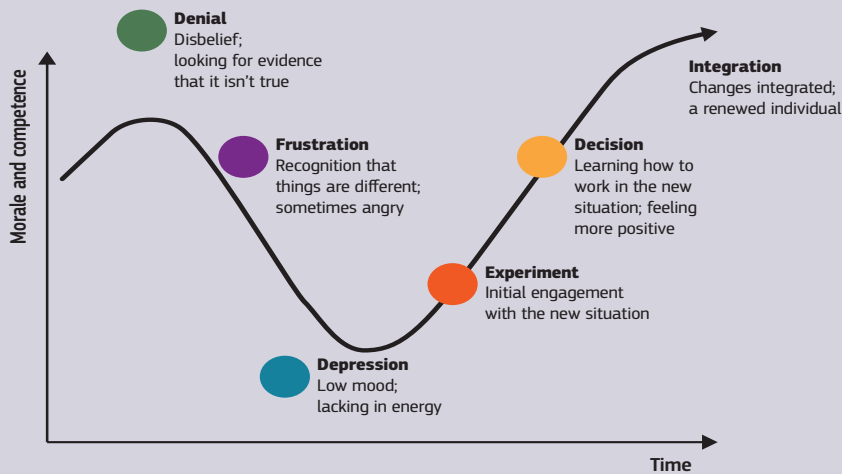 Denial
Disbelief;
looking for evidence
that it isn't true
Morale and competence
Frustration
Recognition that
things are different;
sometimes angry
Depression
Low mood;
lacking in energy
Experiment
Initial engagement
with the new situation
Decision
Learning how to
work in the new
situation; feeling
more positive
Integration
Changes integrated;
a renewed individual
Time